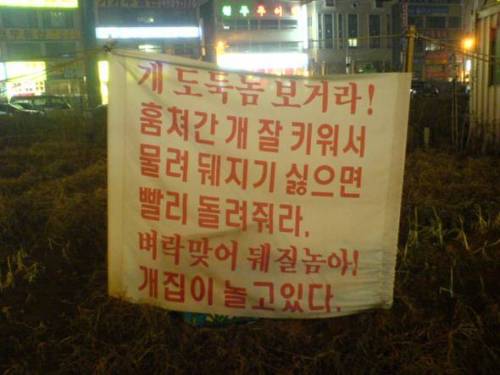 개 도둑놈 보거라!
훔쳐간 개 잘 키워서
물려 뒈지기 싫으면
빨리 돌려줘라.
벼락맞어 뒈질놈아!
개집이 놀고있다.